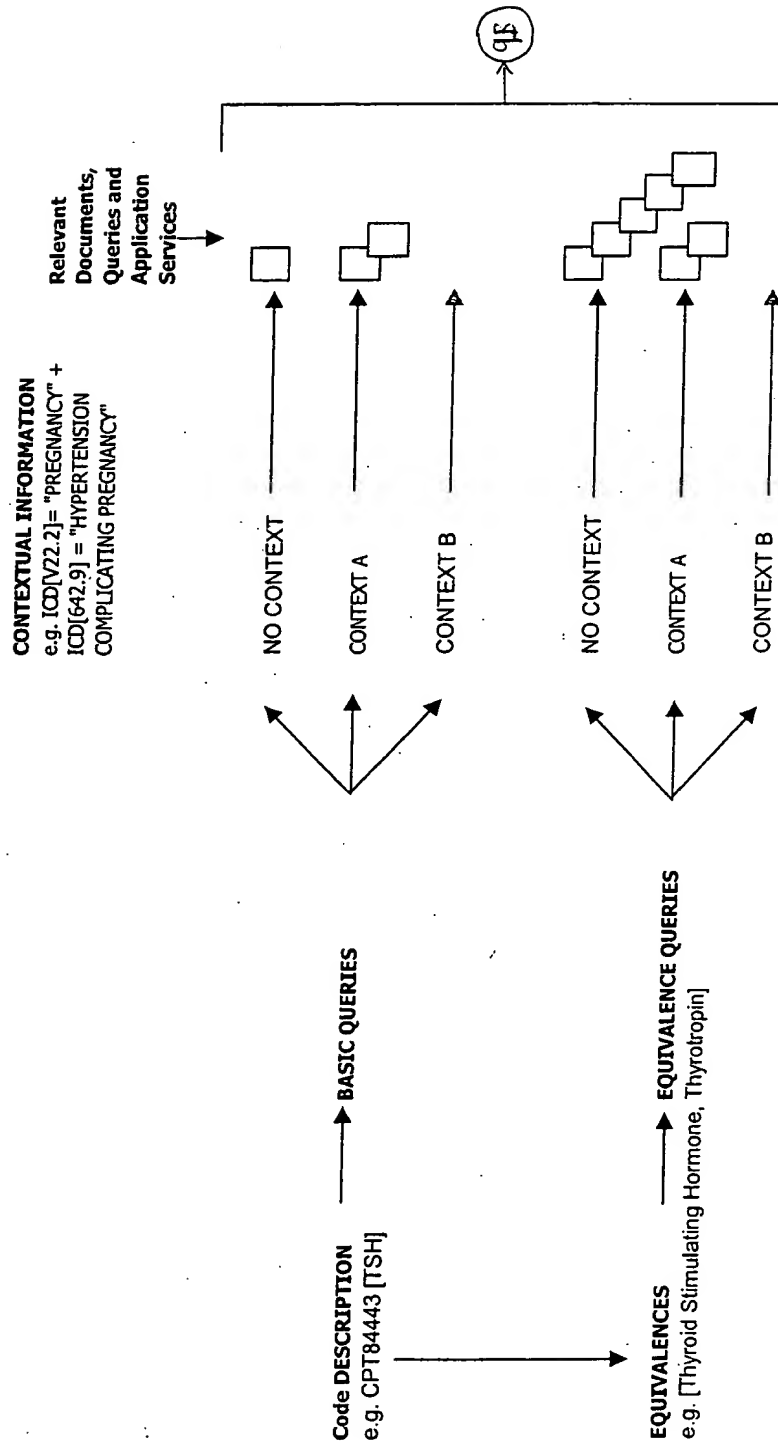 CONTEXTUAL INFORMATION
e.g. ICD[V22.2]= "PREGNANCY" +
ICD[642.9] = "HYPERTENSION
COMPLICATING PREGNANCY"
Relevant
Documents,
Queries and
Application
Services
Code DESCRIPTION
e.g. CPT84443 [TSH]
BASIC QUERIES
NO CONTEXT
CONTEXT A
CONTEXT B
EQUIVALENCES
e.g. [Thyroid Stimulating Hormone, Thyrotropin]
EQUIVALENCE QUERIES
NO CONTEXT
CONTEXT A
CONTEXT B